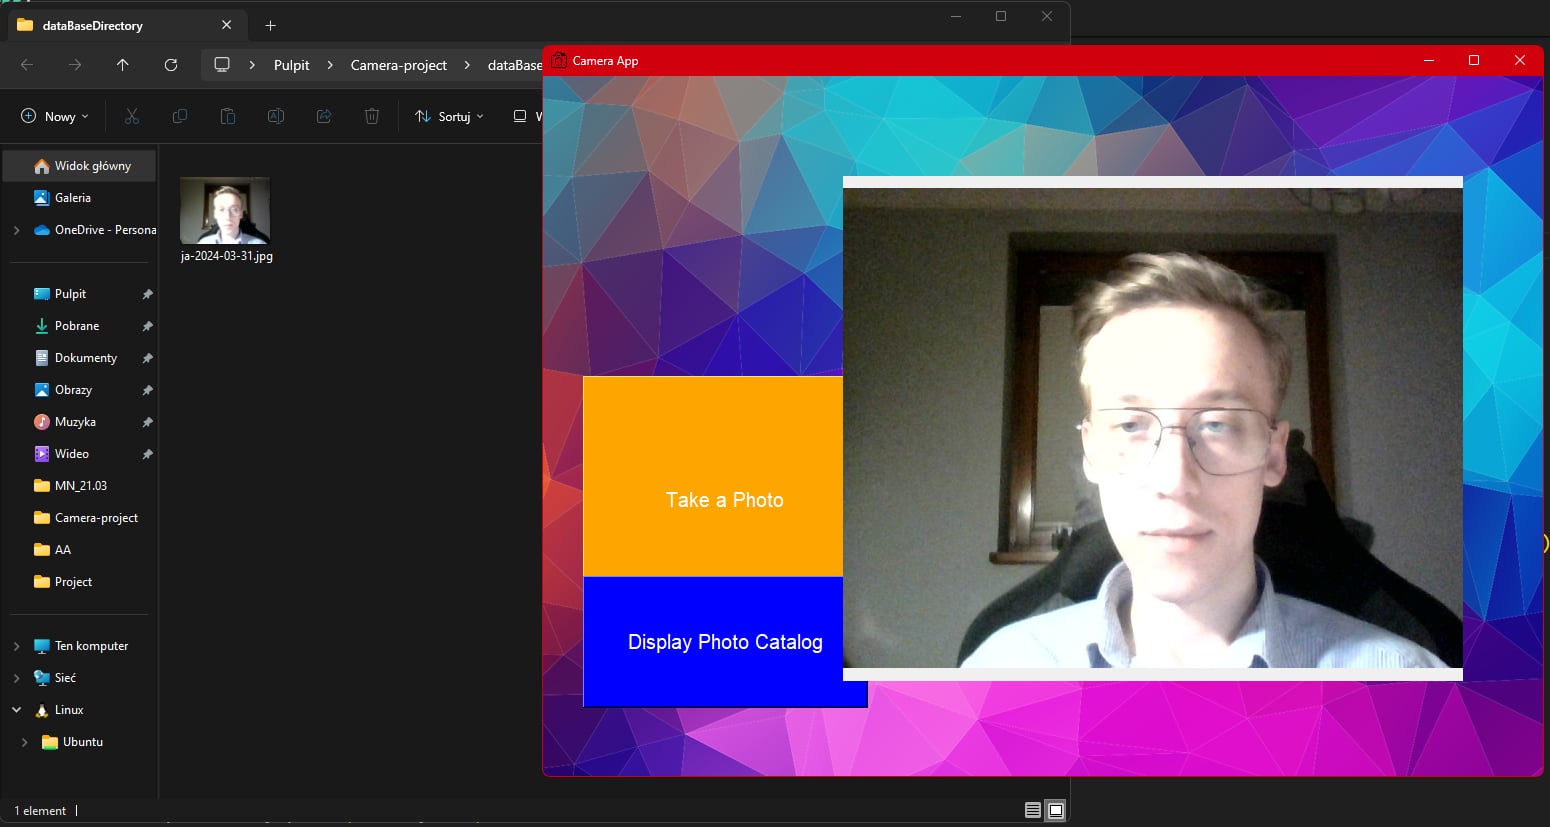 dataBaseDirectory
Pulpit
Camera-project
dataBase
Nowy
Sortuj
W
Widok główny
Galeria
OneDrive - Persona
Pulpit
Pobrane
Dokumenty
Obrazy
Muzyka
Wideo
MN_21.03
Camera-project
AA
Project
Ten komputer
Sieć
Linux
Ubuntu
ja-2024-03-31.jpg
1 element
Camera App
Take a Photo
Display Photo Catalog